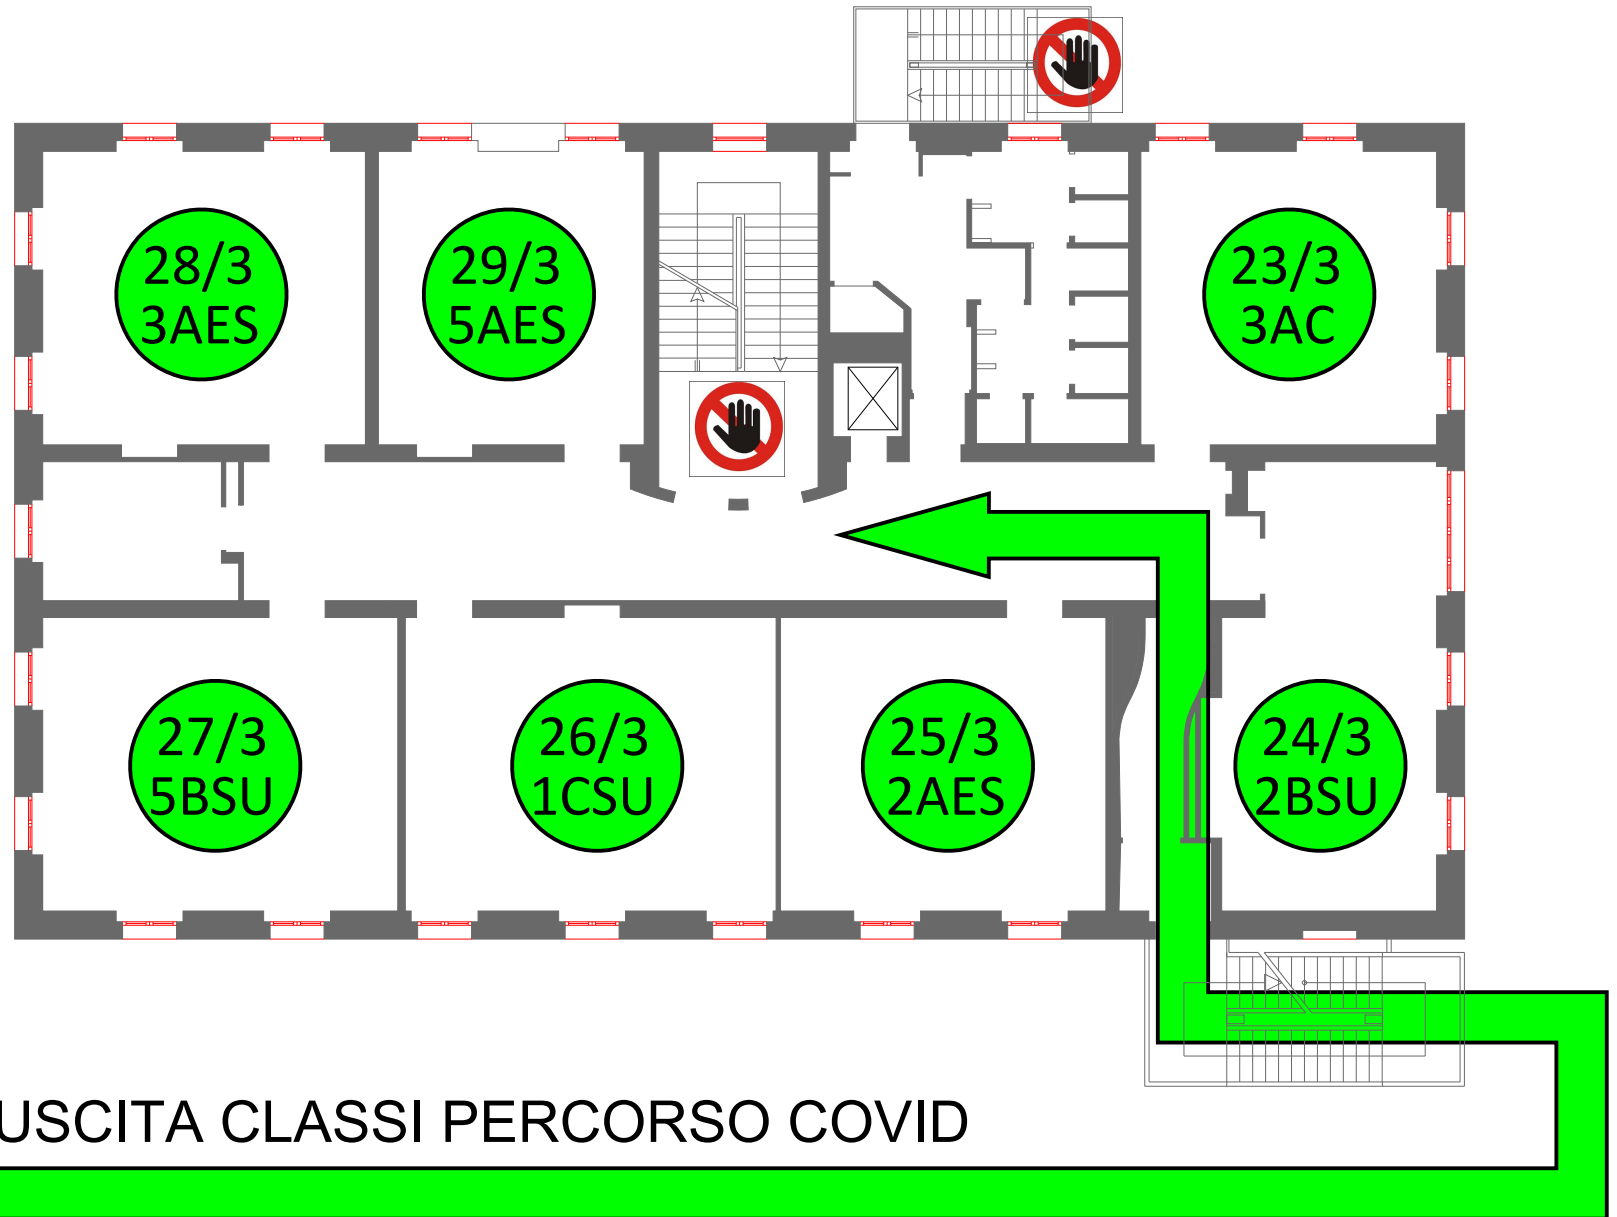 28/3
3AES
29/3
5AES
23/3
3AC
27/3
5BSU
26/3
1CSU
25/3
2AES
24/3
2BSU
USCITA CLASSI PERCORSO COVID